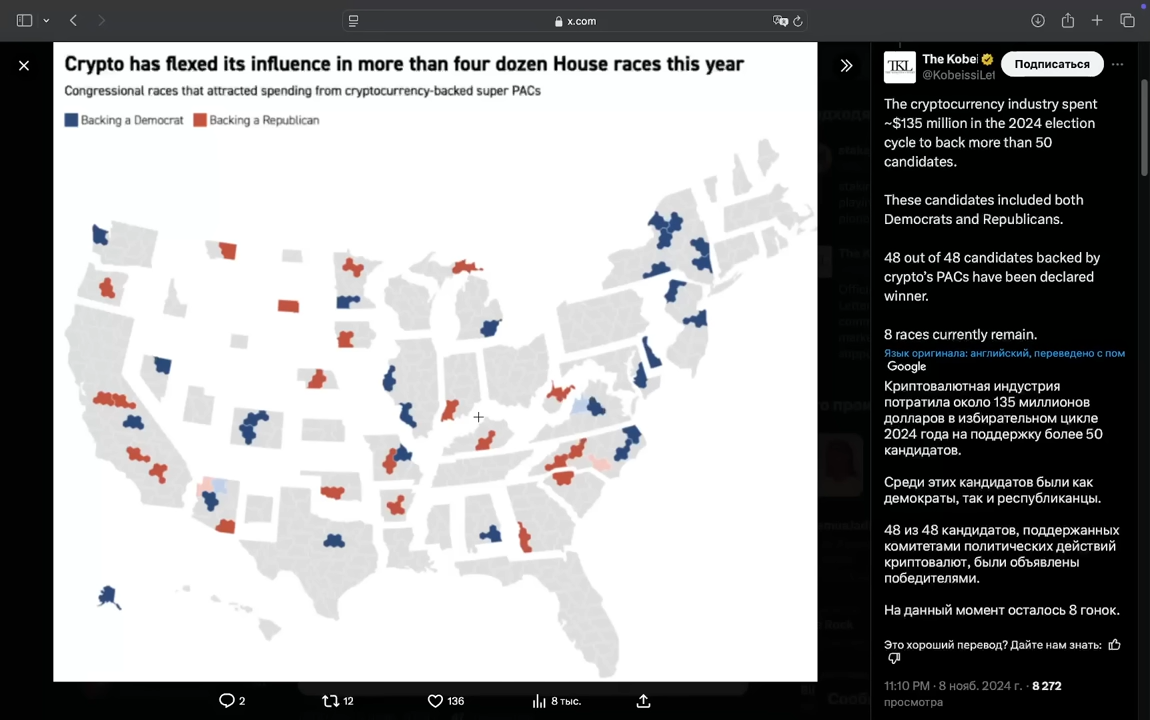 x.com
Crypto has flexed its influence in more than four dozen House races this year
Congressional races that attracted spending from cryptocurrency-backed super PACs
Backing a Democrat
Backing a Republican
2
12
136
8 тыс.
TKL
The Kobei
@KobeissiLet
Подписаться
The cryptocurrency industry spent
~$135 million in the 2024 election
cycle to back more than 50
candidates.
These candidates included both
Democrats and Republicans.
48 out of 48 candidates backed by
crypto's PACs have been declared
winner.
8 races currently remain.
Язык оригинала: английский, переведено с пом
Google
Криптовалютная индустрия
потратила около 135 миллионов
долларов в избирательном цикле
2024 года на поддержку более 50
кандидатов.
Среди этих кандидатов были как
демократы, так и республиканцы.
48 из 48 кандидатов, поддержанных
комитетами политических действий
криптовалют, были объявлены
победителями.
На данный момент осталось 8 гонок.
Это хороший перевод? Дайте нам знать:
11:10 PM · 8 нояб. 2024 г. · 8 272
просмотра